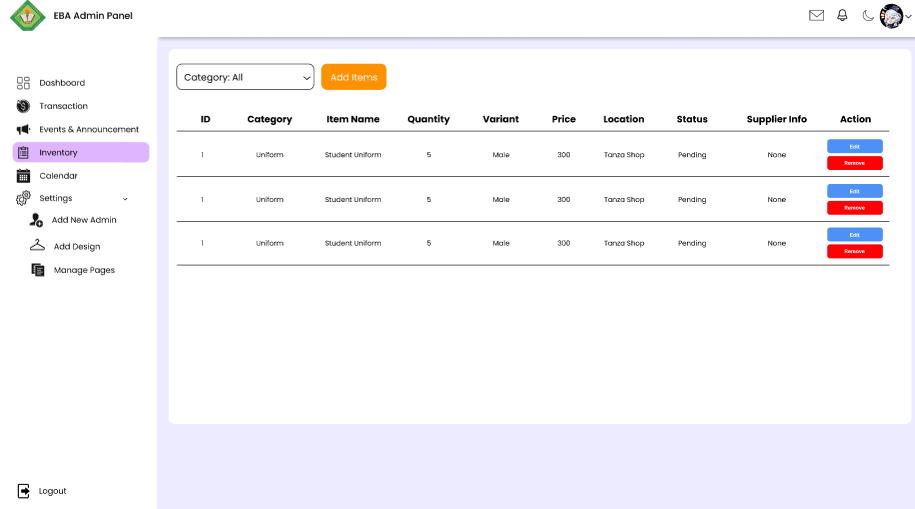 EBA Admin Panel
Dashboard
Transaction
Events & Announcement
Inventory
Calendar
Settings
Add New Admin
Add Design
Manage Pages
Logout
Category: All
Add Items
ID Category Item Name Quantity Variant Price Location Status Supplier Info Action
1 Uniform Student Uniform 5 Male 300 Tanza Shop Pending None Edit
Remove
1 Uniform Student Uniform 5 Male 300 Tanza Shop Pending None Edit
Remove
1 Uniform Student Uniform 5 Male 300 Tanza Shop Pending None Edit
Remove